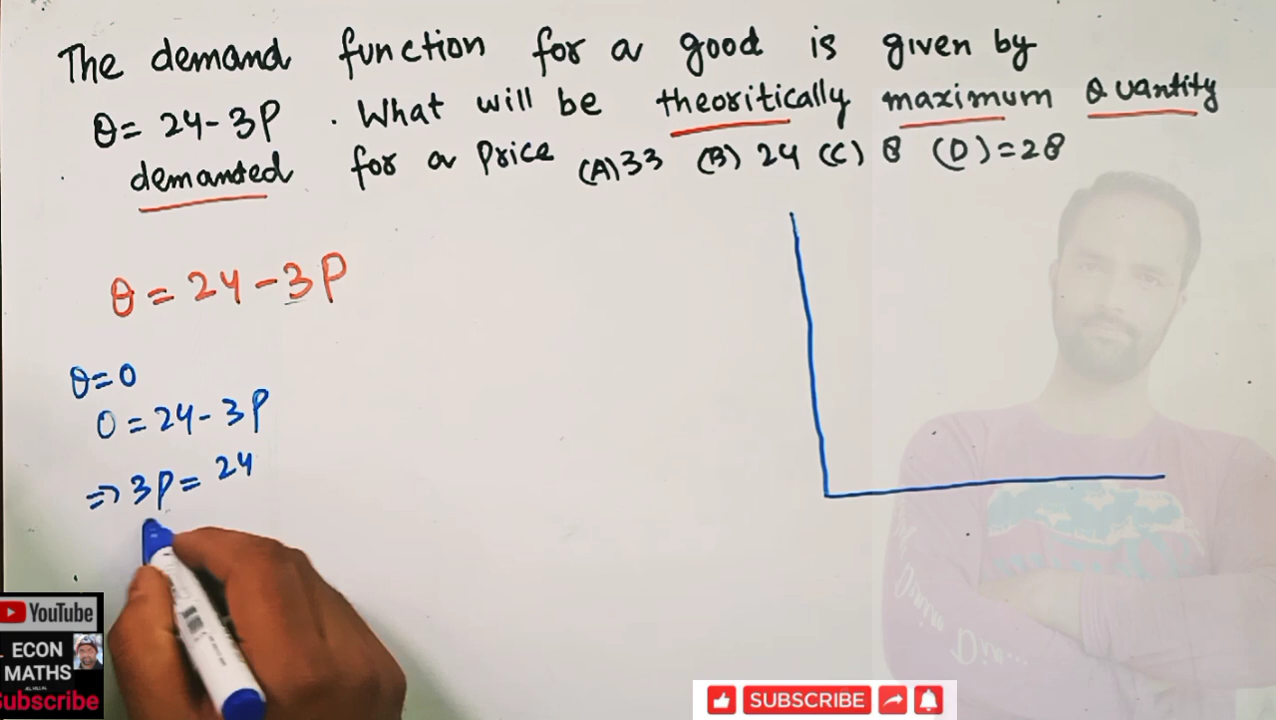 The demand function for a good is given by
Q = 24-3P . What will be theoritically maximum Quantity
demanted for a Price (A) 33 (B) 24 (C) 8 (D) = 28
Q = 24-3P
Q=0
0 = 24-3P
⇒ 3P = 24
YouTube
ECON
MATHS
Subscribe
SUBSCRIBE